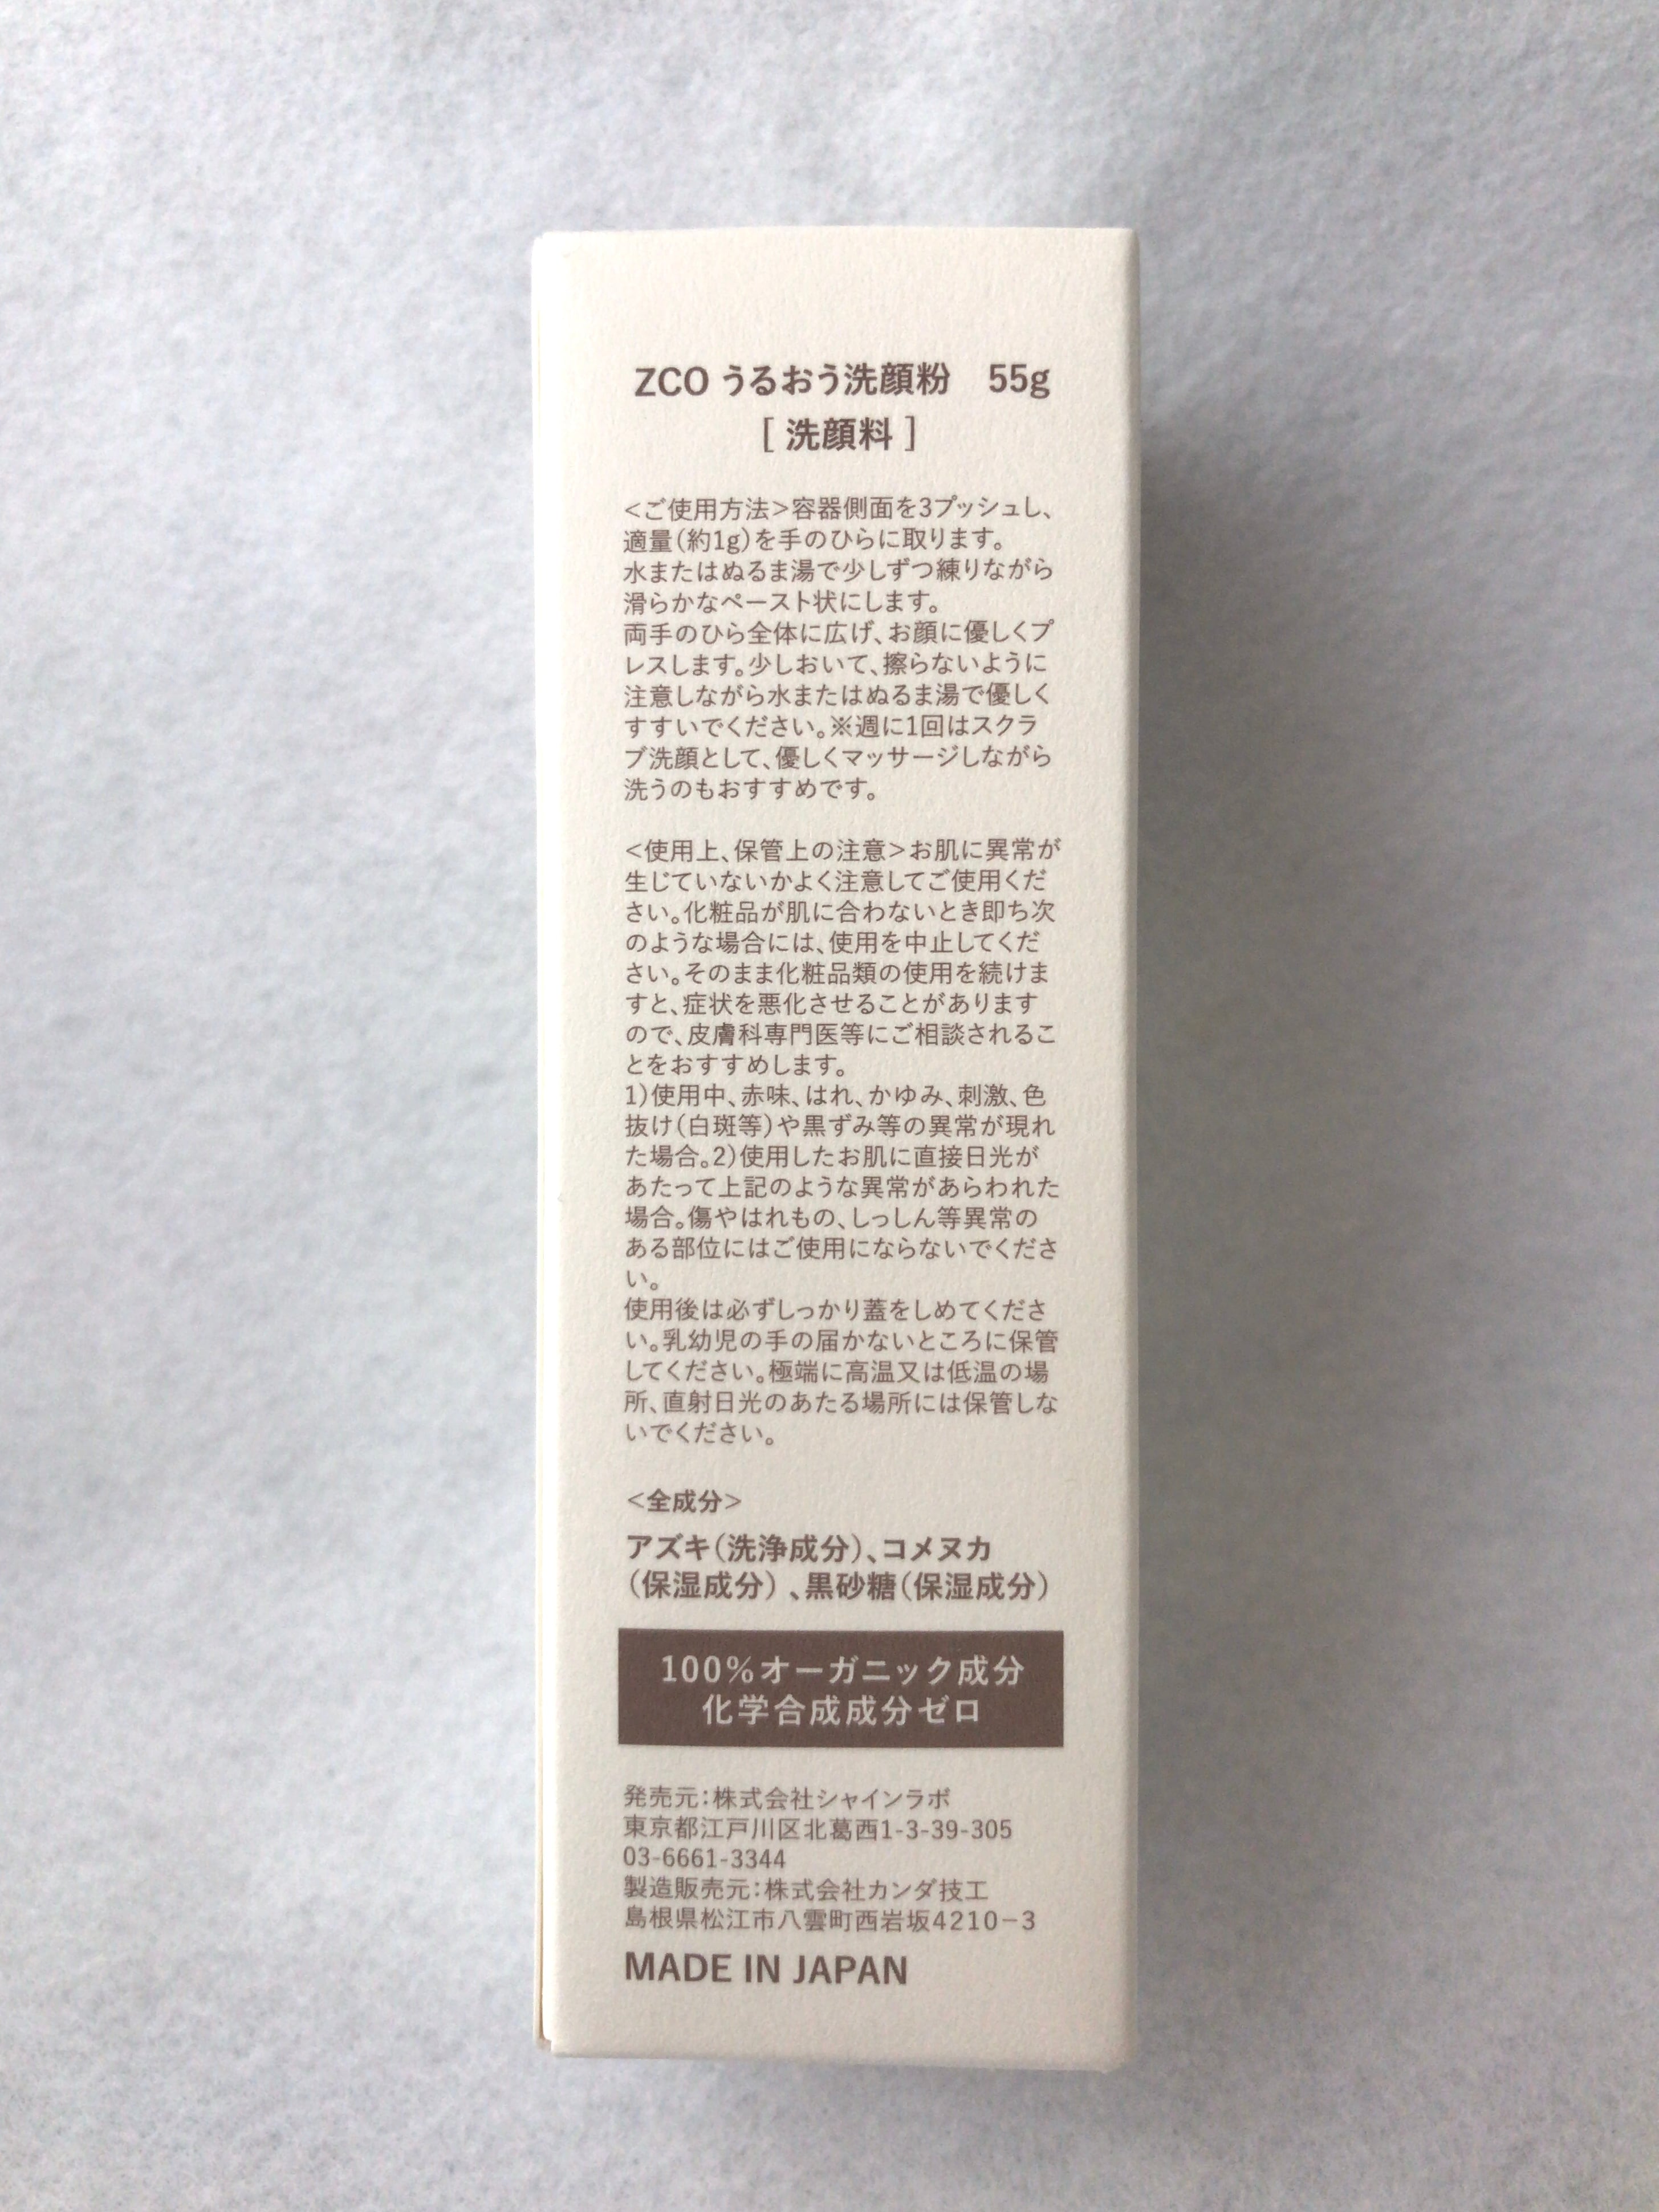 ZCO うるおう洗顔粉　55g
[ 洗顔料 ]
<ご使用方法>容器側面を3プッシュし、
適量(約1g)を手のひらに取ります。
水またはぬるま湯で少しずつ練りながら
滑らかなペースト状にします。
両手のひら全体に広げ、お顔に優しくプ
レスします。少しおいて、擦らないように
注意しながら水またはぬるま湯で優しく
すすいでください。※週に1回はスクラ
ブ洗顔として、優しくマッサージしながら
洗うのもおすすめです。
<使用上、保管上の注意>お肌に異常が
生じていないかよく注意してご使用くだ
さい。化粧品が肌に合わないとき即ち次
のような場合には、使用を中止してくだ
さい。そのまま化粧品類の使用を続けま
すと、症状を悪化させることがあります
ので、皮膚科専門医等にご相談されるこ
とをおすすめします。
1)使用中、赤味、はれ、かゆみ、刺激、色
抜け(白斑等)や黒ずみ等の異常が現れ
た場合。2)使用したお肌に直接日光が
あたって上記のような異常があらわれた
場合。傷やはれもの、しっしん等異常の
ある部位にはご使用にならないでくださ
い。
使用後は必ずしっかり蓋をしめてくださ
い。乳幼児の手の届かないところに保管
してください。極端に高温又は低温の場
所、直射日光のあたる場所には保管しな
いでください。
<全成分>
アズキ(洗浄成分)、コメヌカ
(保湿成分)、黒砂糖(保湿成分)
100%オーガニック成分
化学合成成分ゼロ
発売元:株式会社シャインラボ
東京都江戸川区北葛西1-3-39-305
03-6661-3344
製造販売元:株式会社カンダ技工
島根県松江市八雲町西岩坂4210−3
MADE IN JAPAN